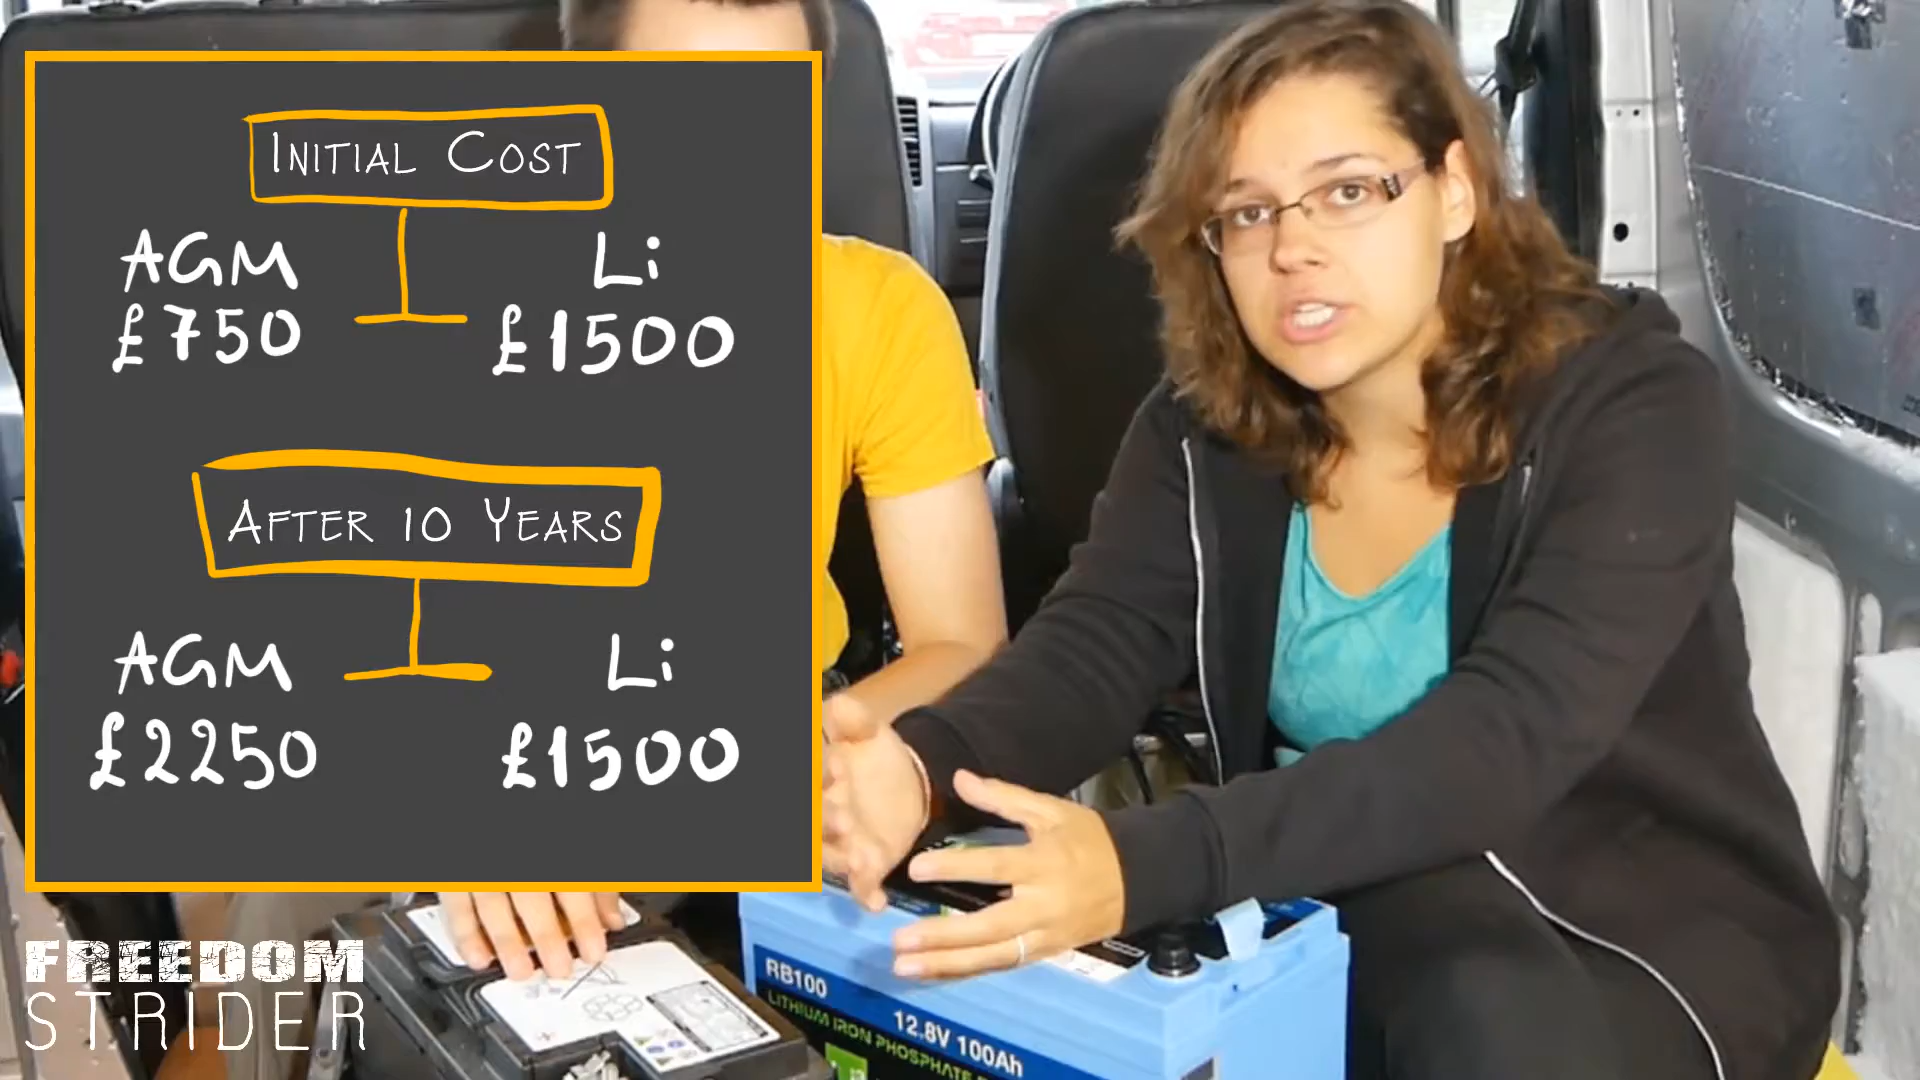 INITIAL COST
AGM
£750
Li
£1500
AFTER 10 YEARS
AGM
£2250
Li
£1500
FREEDOM
STRIDER
RB100
LITHIUM IRON PHOSPHATE
12.8V 100Ah